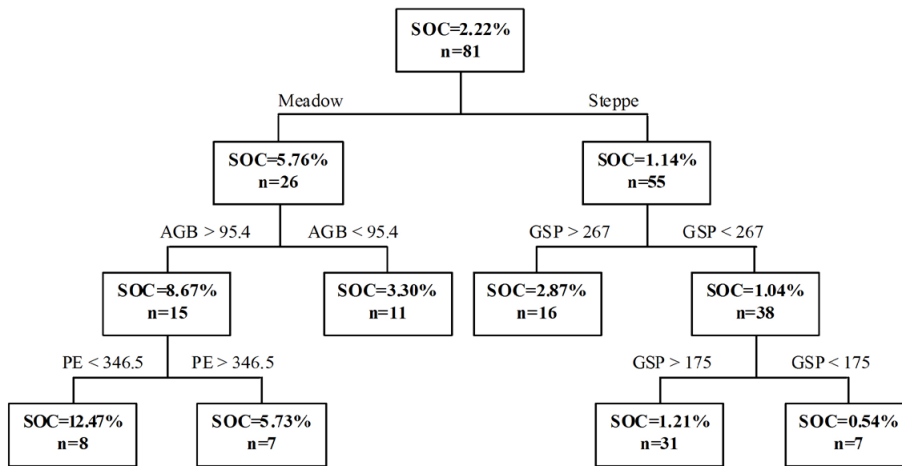 SOC=2.22%
n=81
Meadow
Steppe
SOC=5.76%
n=26
SOC=1.14%
n=55
AGB > 95.4
AGB < 95.4
GSP > 267
GSP < 267
SOC=8.67%
n=15
SOC=3.30%
n=11
SOC=2.87%
n=16
SOC=1.04%
n=38
PE < 346.5
PE > 346.5
GSP > 175
GSP < 175
SOC=12.47%
n=8
SOC=5.73%
n=7
SOC=1.21%
n=31
SOC=0.54%
n=7